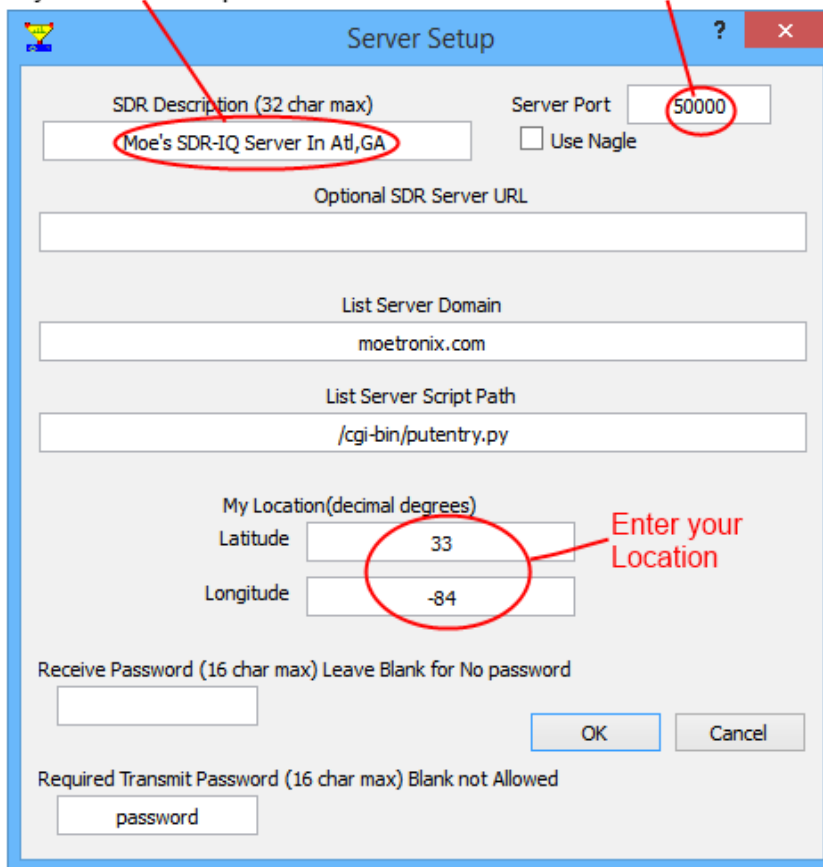 Server Setup
?
×
SDR Description (32 char max)
Server Port
50000
Moe's SDR-IQ Server In Atl,GA
Use Nagle
Optional SDR Server URL
List Server Domain
moetronix.com
List Server Script Path
/cgi-bin/putentry.py
My Location(decimal degrees)
Latitude
33
Enter your
Location
Longitude
-84
Receive Password (16 char max) Leave Blank for No password
OK
Cancel
Required Transmit Password (16 char max) Blank not Allowed
password